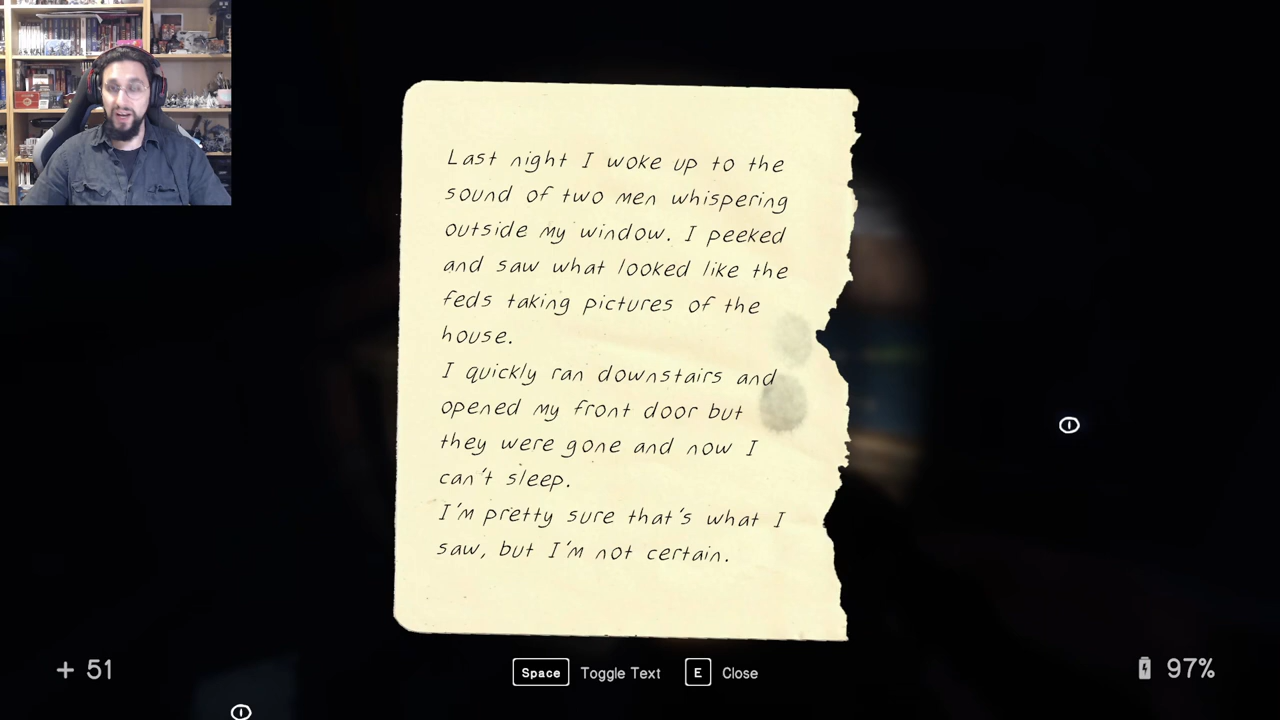 Last night I woke up to the
sound of two men whispering
outside my window. I peeked
and saw what looked like the
feds taking pictures of the
house.
I quickly ran downstairs and
opened my front door but
they were gone and now I
can't sleep.
I'm pretty sure that's what I
saw, but I'm not certain.
+ 51
Space Toggle Text E Close
97%